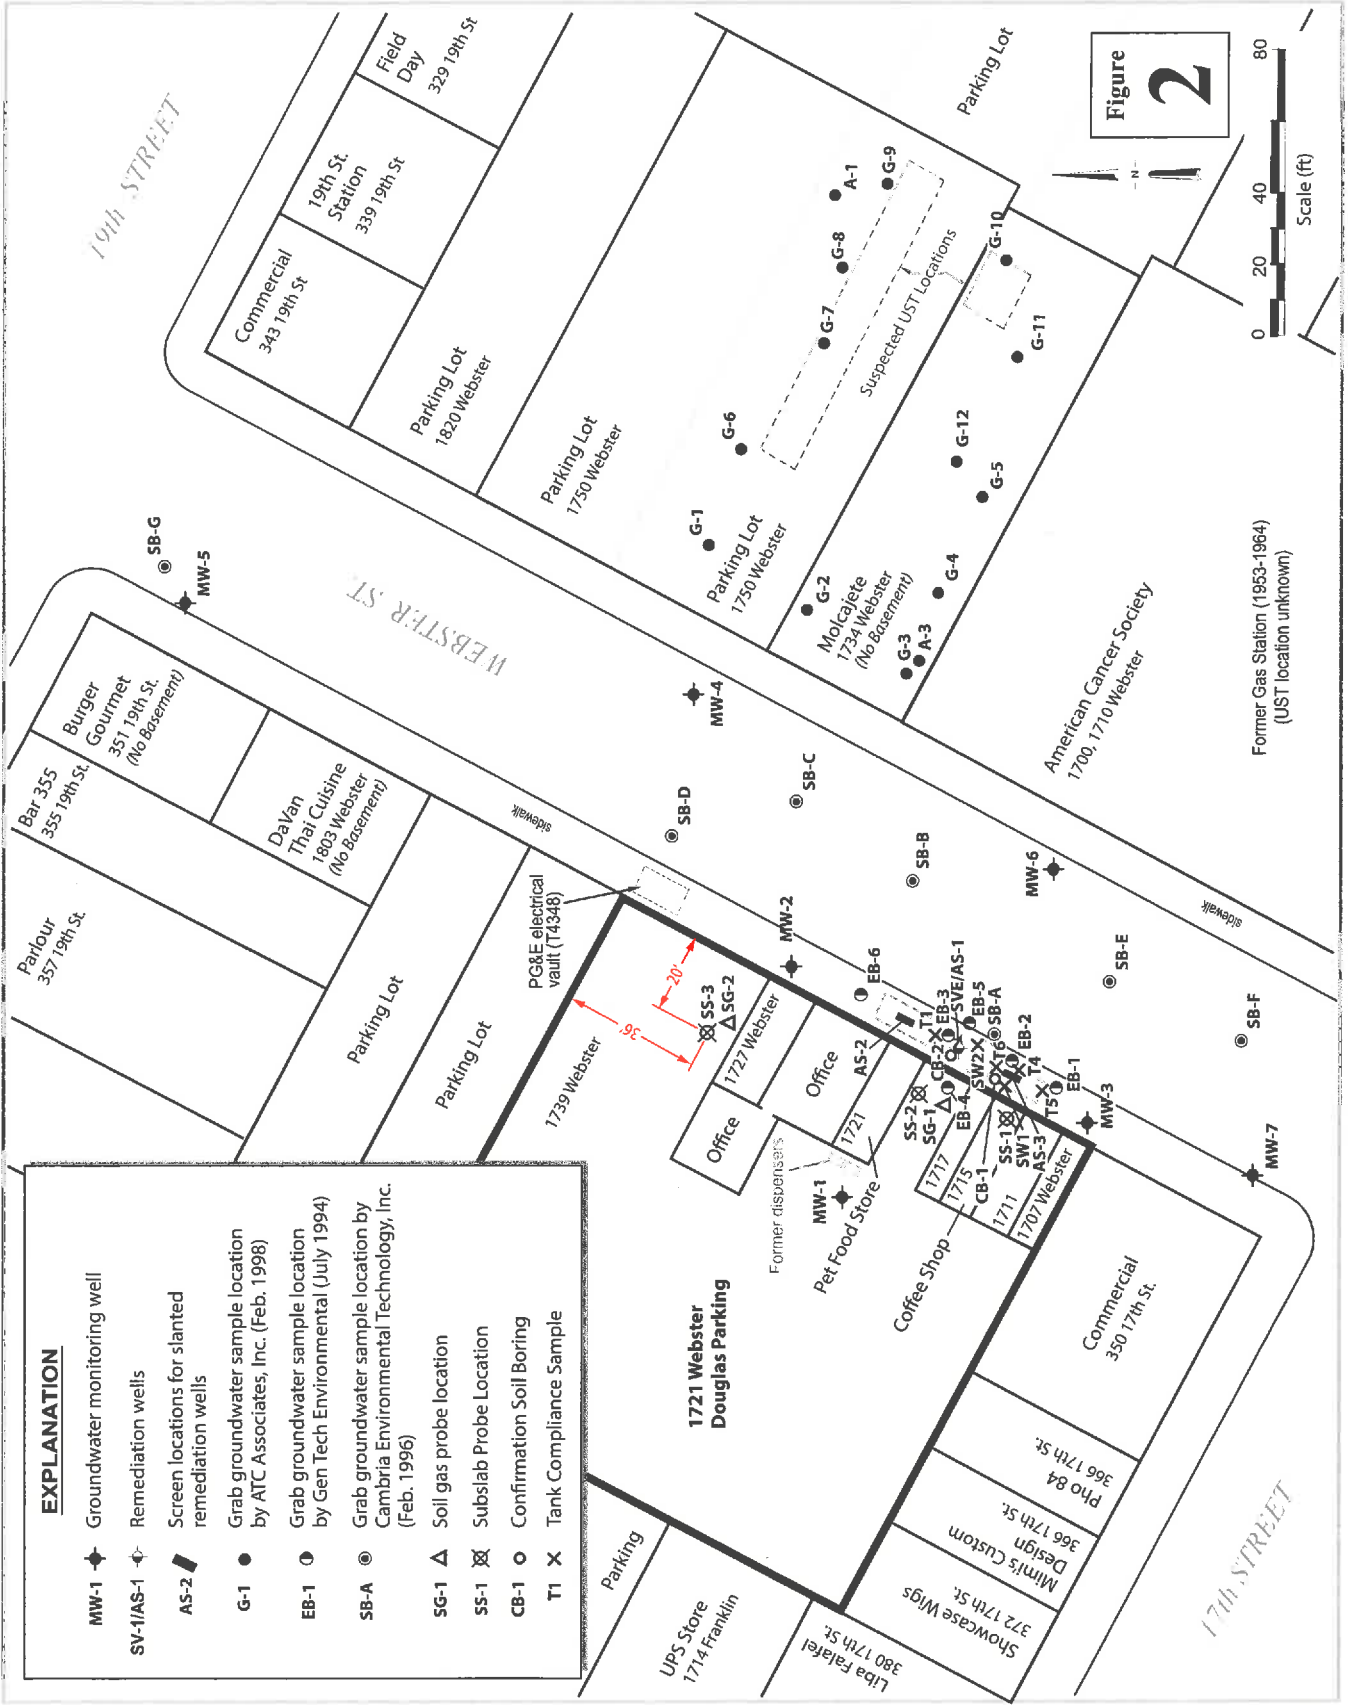 EXPLANATION
MW-1 Groundwater monitoring well
SV-1/AS-1 Remediation wells
AS-2 Screen locations for slanted
remediation wells
G-1 Grab groundwater sample location
by ATC Associates, Inc. (Feb. 1998)
EB-1 Grab groundwater sample location
by Gen Tech Environmental (July 1994)
SB-A Grab groundwater sample location by
Cambria Environmental Technology, Inc.
(Feb. 1996)
SG-1 Soil gas probe location
SS-1 Subslab Probe Location
CB-1 Confirmation Soil Boring
T1 Tank Compliance Sample
19th STREET
WEBSTER ST
17th STREET
Parlour
357 19th St.
Bar 355
355 19th St.
Burger
Gourmet
351 19th St.
(No Basement)
DaVan
Thai Cuisine
1803 Webster
(No Basement)
Parking Lot
Parking Lot
SB-G
MW-5
Commercial
343 19th St
19th St.
Station
339 19th St
Field
Day
329 19th St
Parking Lot
1820 Webster
Parking Lot
1750 Webster
Parking Lot
1750 Webster
Parking Lot
G-1
G-6
G-7
G-8
A-1
G-9
G-10
G-11
G-12
G-5
G-4
G-2
G-3
A-3
Suspected UST Locations
Molcajete
1734 Webster
(No Basement)
American Cancer Society
1700, 1710 Webster
Former Gas Station (1953-1964)
(UST location unknown)
sidewalk
sidewalk
PG&E electrical
vault (T4348)
MW-4
SB-D
SB-C
SB-B
MW-6
SB-E
SB-F
MW-2
EB-6
1739 Webster
36'
20'
SS-3
SG-2
1727 Webster
Office
Office
1721
AS-2
T1
EB-3
SVE/AS-1
EB-5
SB-A
CB-2
SW2
T6
EB-2
T4
EB-1
T5
MW-3
SS-2
SG-1
EB-4
SS-1
SW1
AS-3
CB-1
1717
1715
1711
1707 Webster
Former dispensers
MW-1
Pet Food Store
Coffee Shop
MW-7
1721 Webster
Douglas Parking
Commercial
350 17th St.
Pho 84
366 17th St.
Mimi's Custom
Design
366 17th St.
Showcase Wigs
372 17th St.
Liba Falafel
380 17th St.
Parking
UPS Store
1714 Franklin
N
0 20 40 80
Scale (ft)
Figure
2